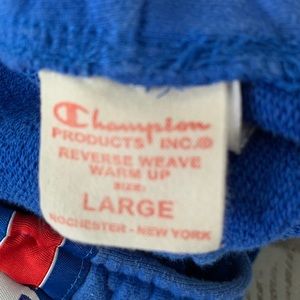 Champion
PRODUCTS INC.®
REVERSE WEAVE
WARM UP
SIZE:
LARGE
ROCHESTER - NEW YORK